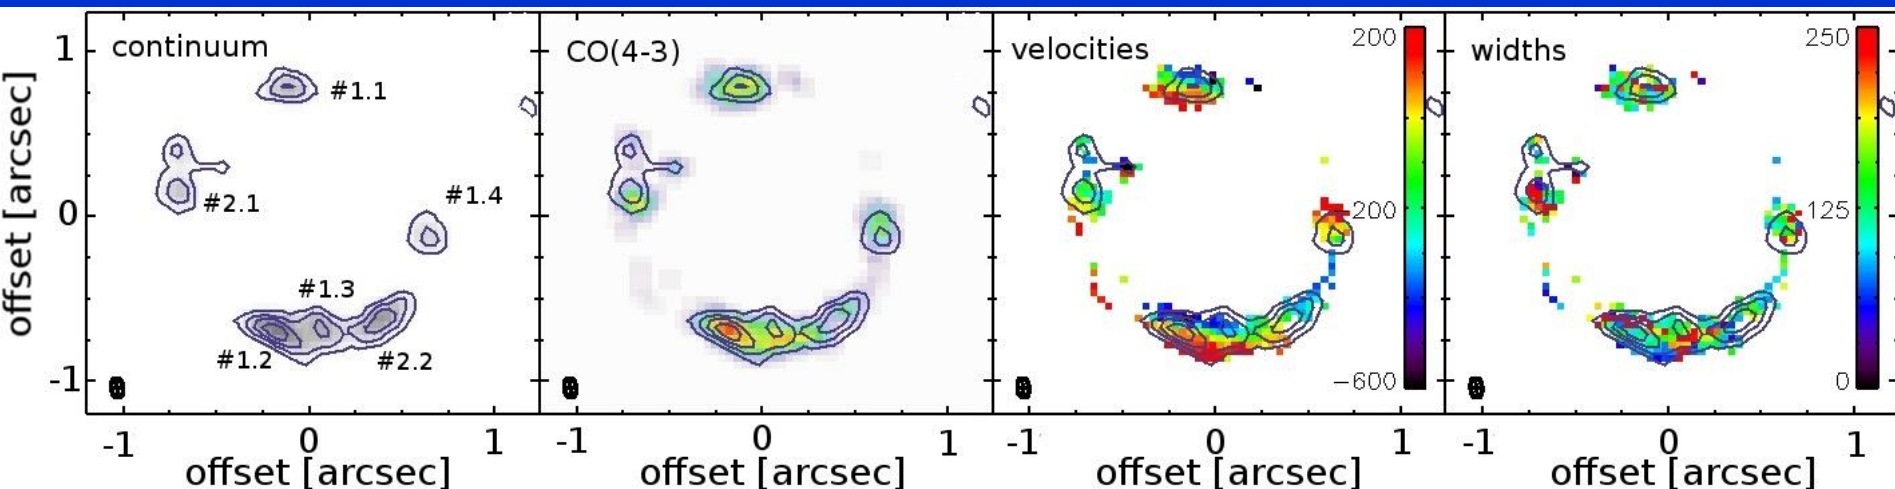 continuum
CO(4-3)
velocities
widths
#1.1
#2.1
#1.4
#1.3
#1.2
#2.2
200
-200
−600
250
125
0
1
0
-1
offset [arcsec]
-1 0 1
-1 0 1
-1 0 1
-1 0 1
offset [arcsec]
offset [arcsec]
offset [arcsec]
offset [arcsec]